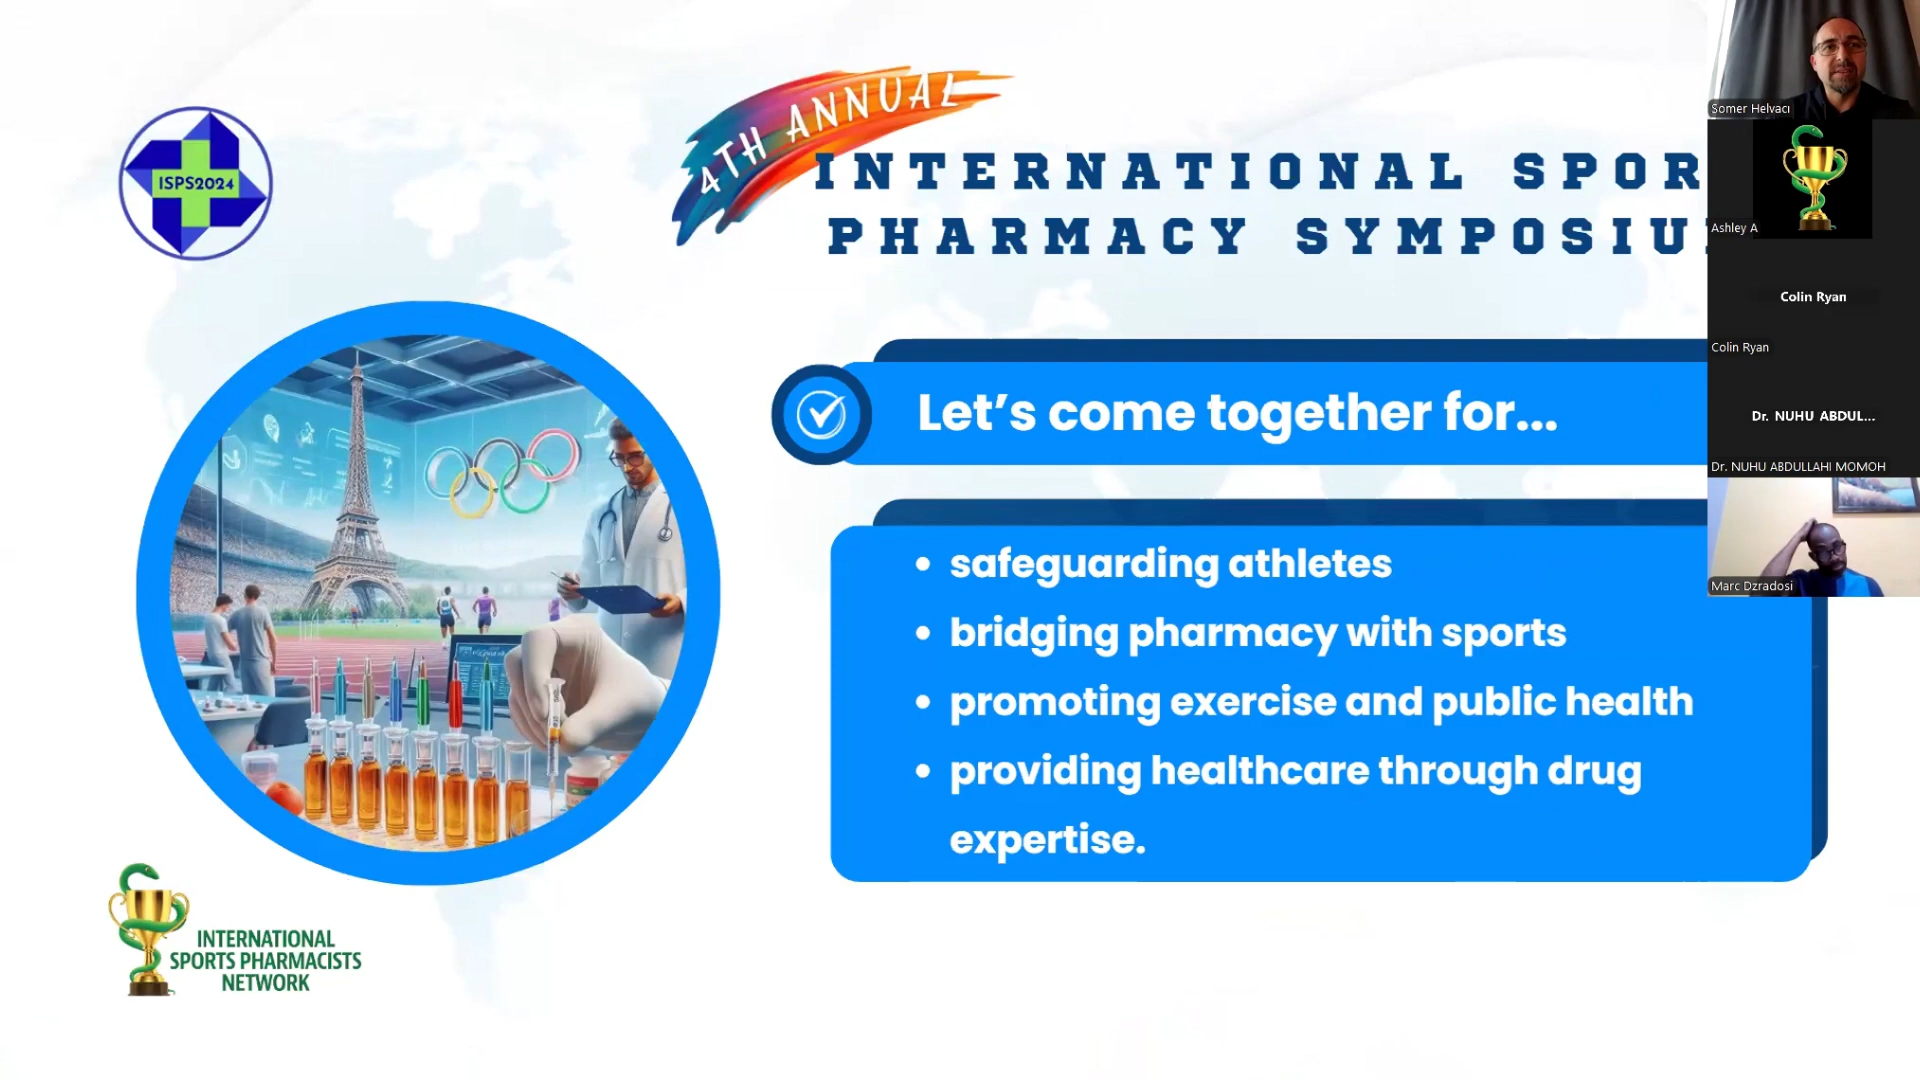 4TH ANNUAL
INTERNATIONAL SPOR
PHARMACY SYMPOSIU
ISPS2024
Let’s come together for...
• safeguarding athletes
• bridging pharmacy with sports
• promoting exercise and public health
• providing healthcare through drug
expertise.
INTERNATIONAL
SPORTS PHARMACISTS
NETWORK
Somer Helvacı
Ashley A
Colin Ryan
Colin Ryan
Dr. NUHU ABDUL...
Dr. NUHU ABDULLAHI MOMOH
Marc Dzradosi